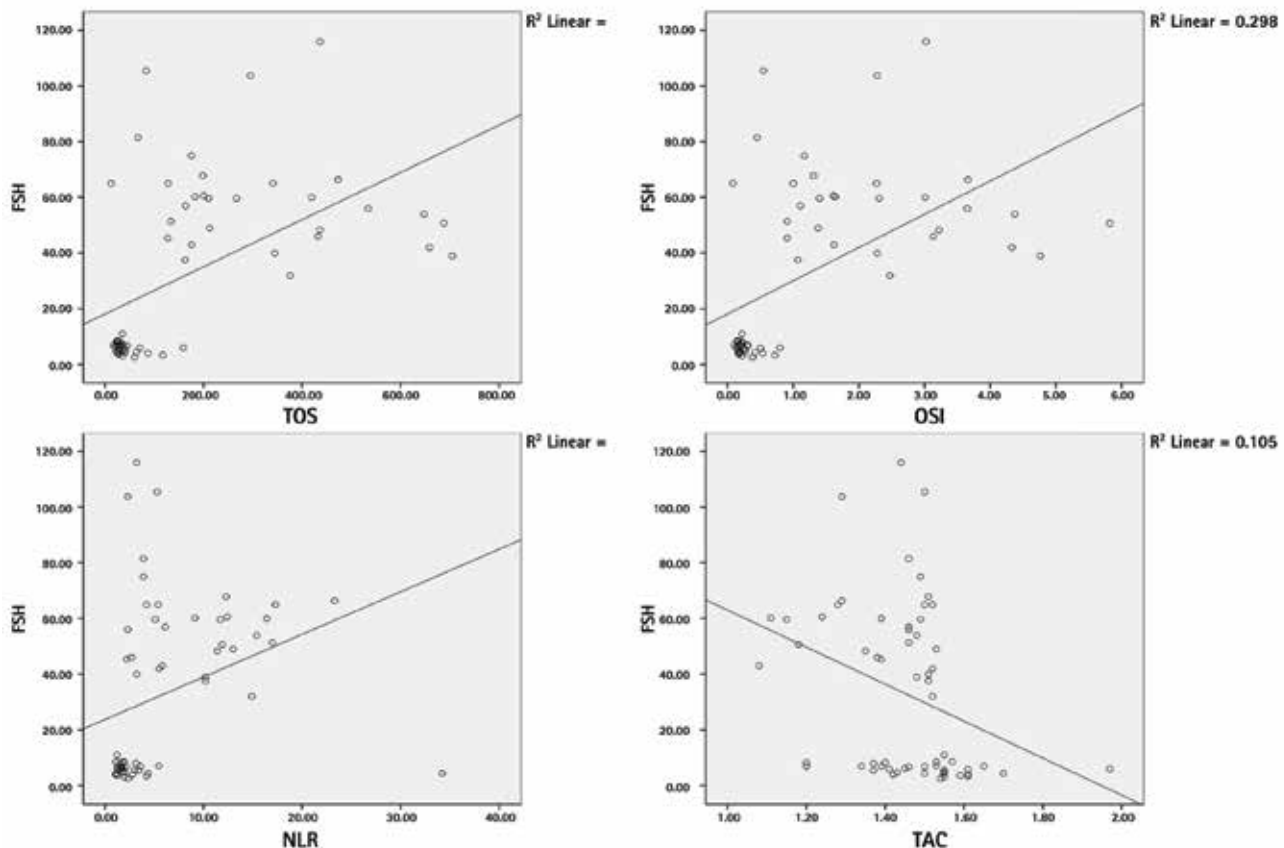 R² Linear =
120.00
100.00
80.00
60.00
40.00
20.00
0.00
FSH
0.00 200.00 400.00 600.00 800.00
TOS
R² Linear = 0.298
120.00
100.00
80.00
60.00
40.00
20.00
0.00
FSH
0.00 1.00 2.00 3.00 4.00 5.00 6.00
OSI
R² Linear =
120.00
100.00
80.00
60.00
40.00
20.00
0.00
FSH
0.00 10.00 20.00 30.00 40.00
NLR
R² Linear = 0.105
120.00
100.00
80.00
60.00
40.00
20.00
0.00
FSH
1.00 1.20 1.40 1.60 1.80 2.00
TAC